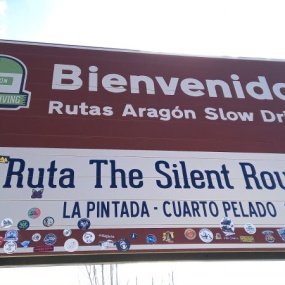 Bienvenido
Rutas Aragón Slow Dri
Ruta The Silent Rou
LA PINTADA - CUARTO PELADO